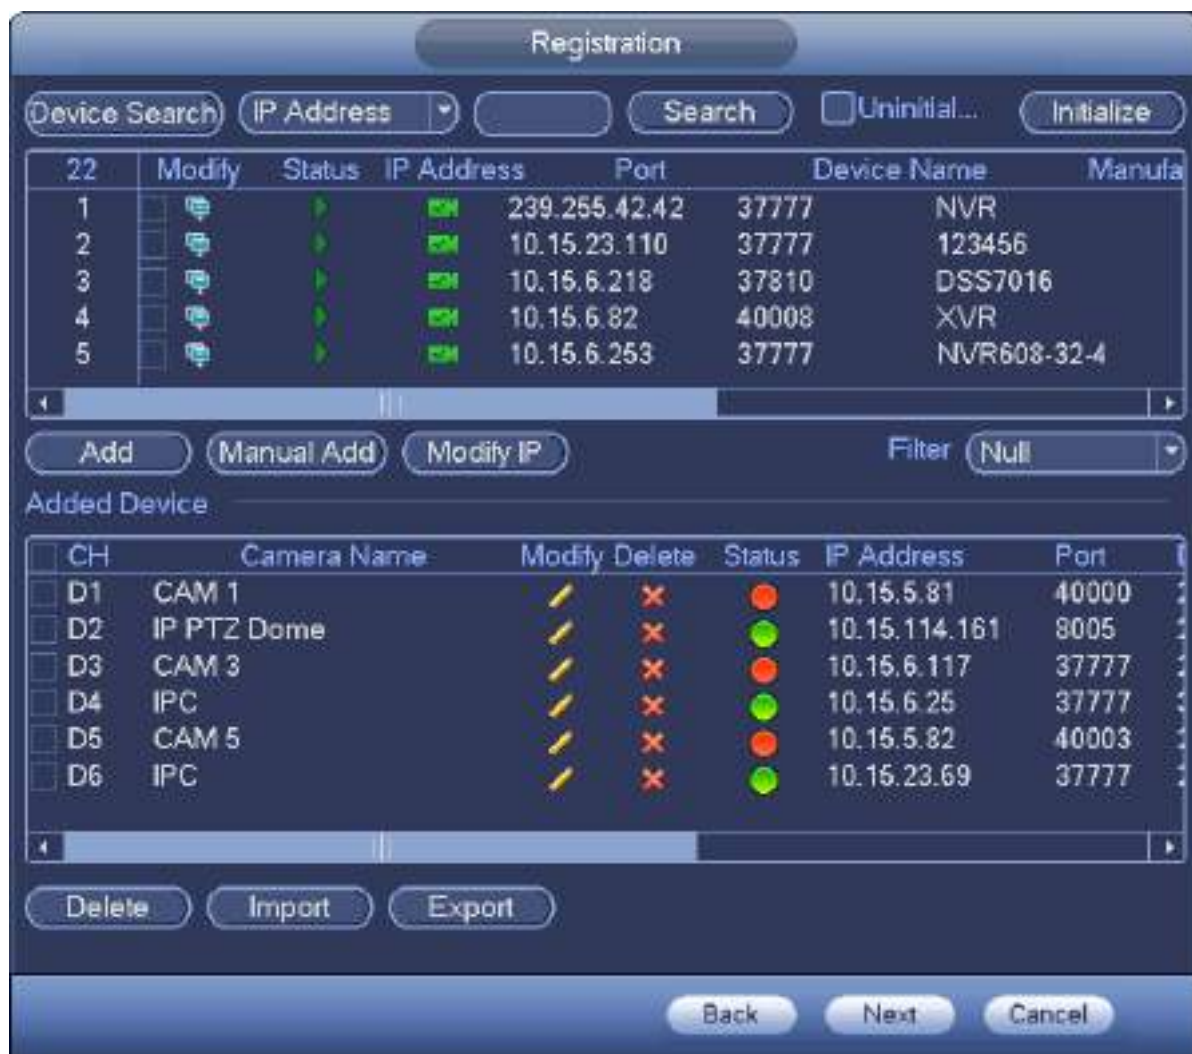 Registration
Device Search IP Address Search Uninitial... Initialize
22 Modify Status IP Address Port Device Name Manufa
1 239.255.42.42 37777 NVR
2 10.15.23.110 37777 123456
3 10.15.6.218 37810 DSS7016
4 10.15.6.82 40008 XVR
5 10.15.6.253 37777 NVR608-32-4
Add Manual Add Modify IP Filter Null
Added Device
CH Camera Name Modify Delete Status IP Address Port
D1 CAM 1 10.15.5.81 40000
D2 IP PTZ Dome 10.15.114.161 8005
D3 CAM 3 10.15.6.117 37777
D4 IPC 10.15.6.25 37777
D5 CAM 5 10.15.5.82 40003
D6 IPC 10.15.23.69 37777
Delete Import Export
Back Next Cancel